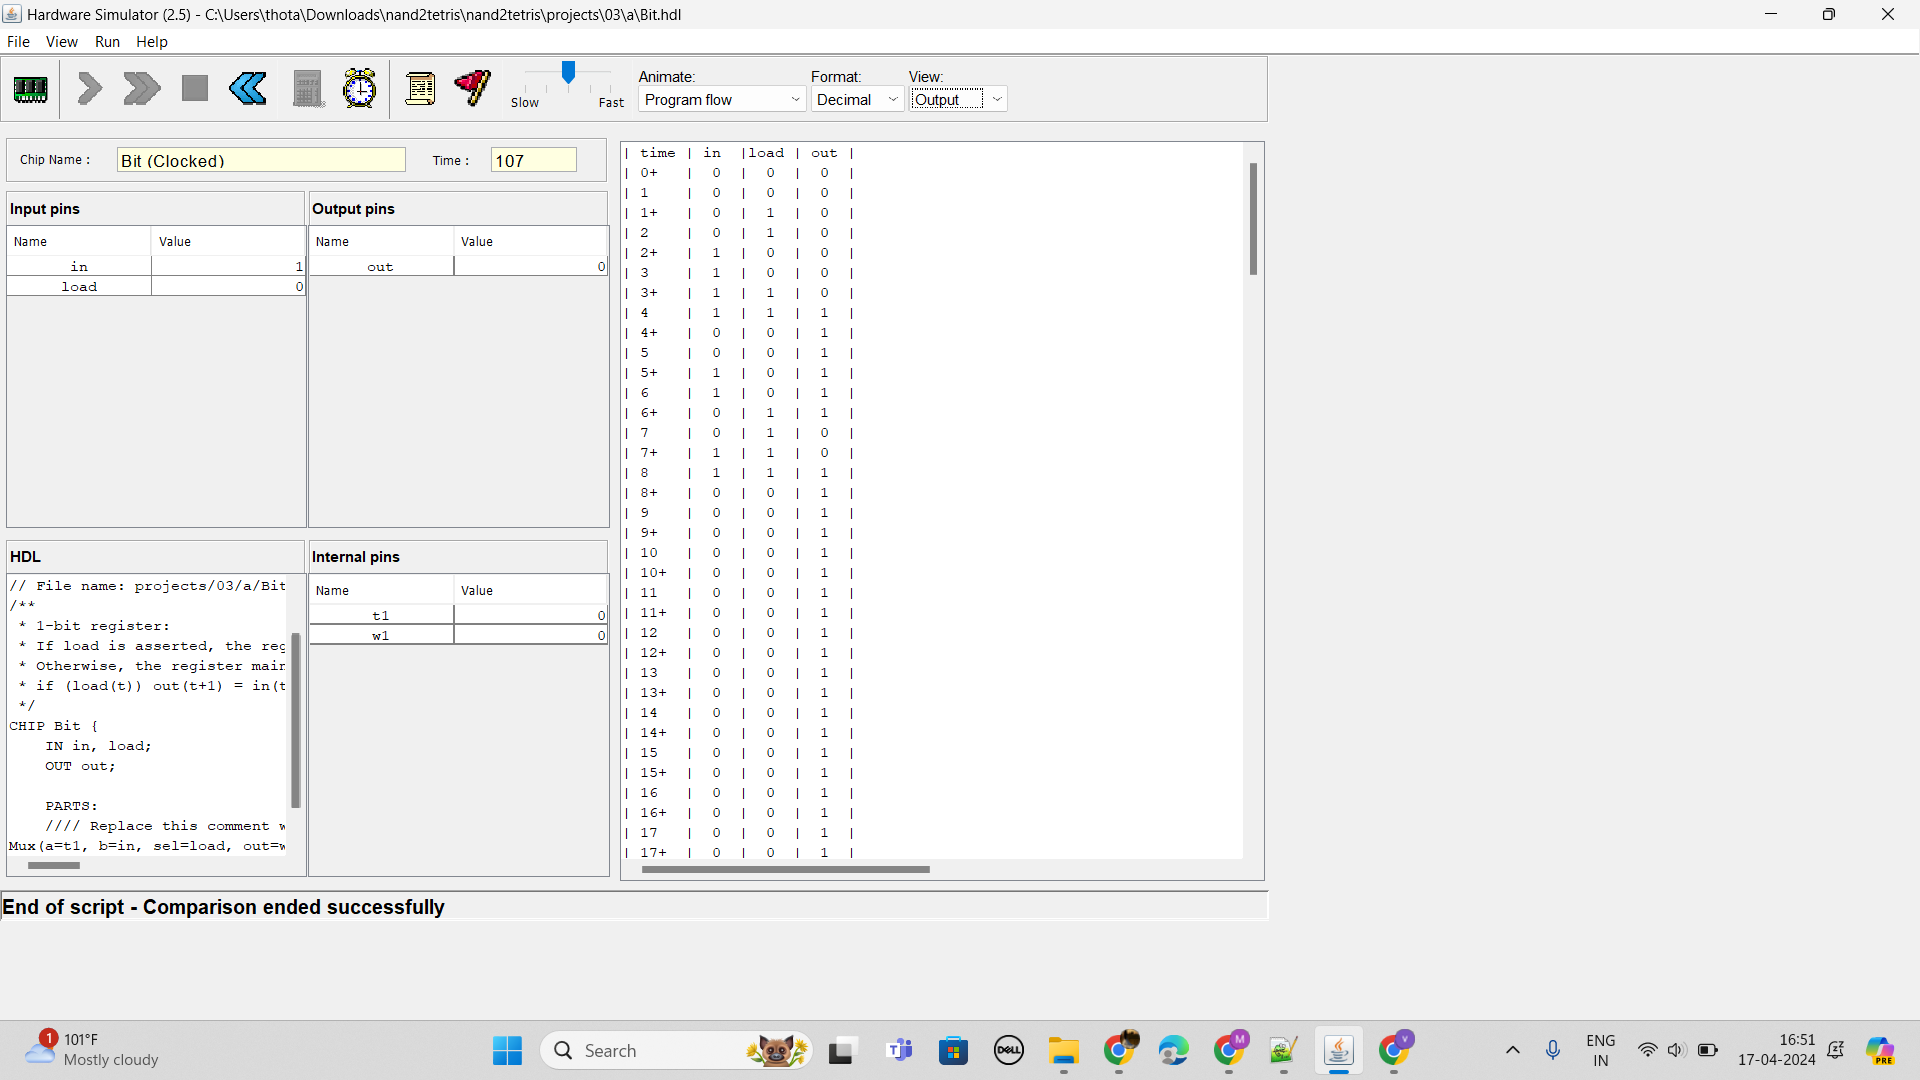 Hardware Simulator (2.5) - C:\Users\thota\Downloads\nand2tetris\nand2tetris\projects\03\a\Bit.hdl
File View Run Help
Slow Fast
Animate: Format: View:
Program flow Decimal Output
Chip Name : Bit (Clocked) Time : 107
Input pins
Name Value
in 1
load 0
Output pins
Name Value
out 0
HDL
// File name: projects/03/a/Bit
/**
* 1-bit register:
* If load is asserted, the reg
* Otherwise, the register main
* if (load(t)) out(t+1) = in(t
*/
CHIP Bit {
IN in, load;
OUT out;
PARTS:
//// Replace this comment w
Mux(a=t1, b=in, sel=load, out=w
Internal pins
Name Value
t1 0
w1 0
| time | in |load | out |
| 0+ | 0 | 0 | 0 |
| 1 | 0 | 0 | 0 |
| 1+ | 0 | 1 | 0 |
| 2 | 0 | 1 | 0 |
| 2+ | 1 | 0 | 0 |
| 3 | 1 | 0 | 0 |
| 3+ | 1 | 1 | 0 |
| 4 | 1 | 1 | 1 |
| 4+ | 0 | 0 | 1 |
| 5 | 0 | 0 | 1 |
| 5+ | 1 | 0 | 1 |
| 6 | 1 | 0 | 1 |
| 6+ | 0 | 1 | 1 |
| 7 | 0 | 1 | 0 |
| 7+ | 1 | 1 | 0 |
| 8 | 1 | 1 | 1 |
| 8+ | 0 | 0 | 1 |
| 9 | 0 | 0 | 1 |
| 9+ | 0 | 0 | 1 |
| 10 | 0 | 0 | 1 |
| 10+ | 0 | 0 | 1 |
| 11 | 0 | 0 | 1 |
| 11+ | 0 | 0 | 1 |
| 12 | 0 | 0 | 1 |
| 12+ | 0 | 0 | 1 |
| 13 | 0 | 0 | 1 |
| 13+ | 0 | 0 | 1 |
| 14 | 0 | 0 | 1 |
| 14+ | 0 | 0 | 1 |
| 15 | 0 | 0 | 1 |
| 15+ | 0 | 0 | 1 |
| 16 | 0 | 0 | 1 |
| 16+ | 0 | 0 | 1 |
| 17 | 0 | 0 | 1 |
| 17+ | 0 | 0 | 1 |
End of script - Comparison ended successfully
1
101°F
Mostly cloudy
Search
DELL
M
V
ENG
IN
16:51
17-04-2024
PRE